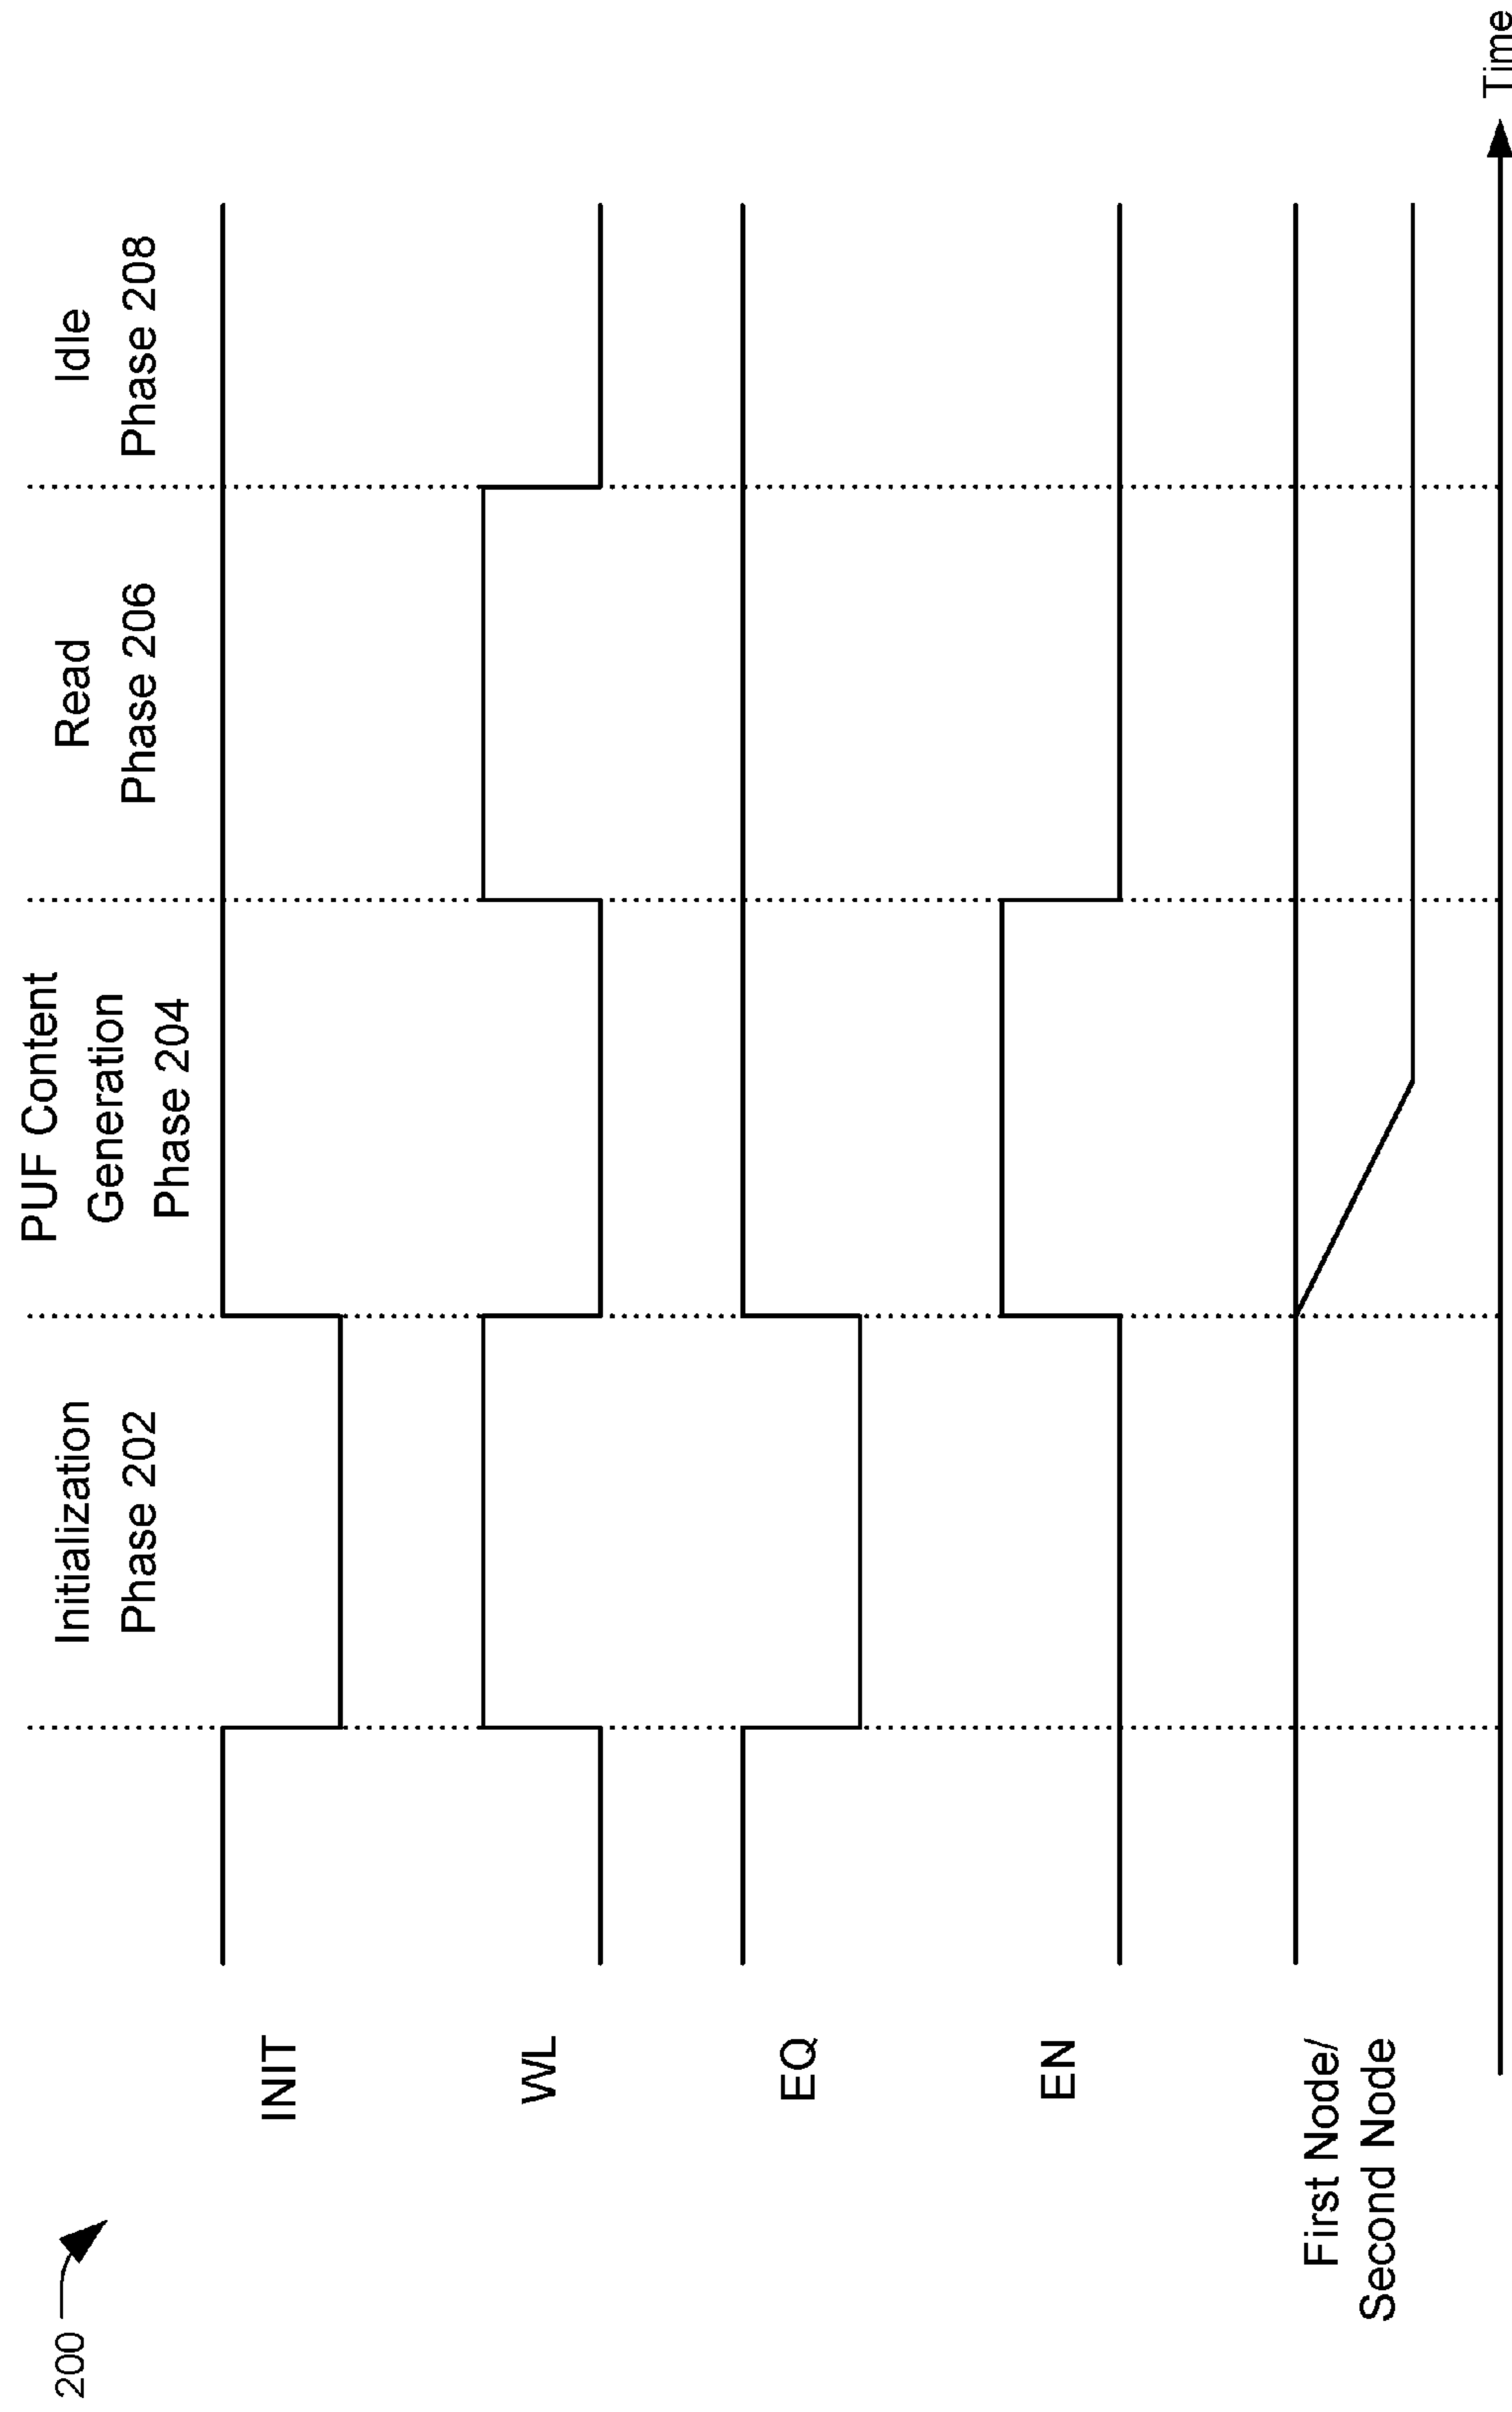 200
Initialization
Phase 202
PUF Content
Generation
Phase 204
Read
Phase 206
Idle
Phase 208
INIT
WL
EQ
EN
First Node/
Second Node
Time